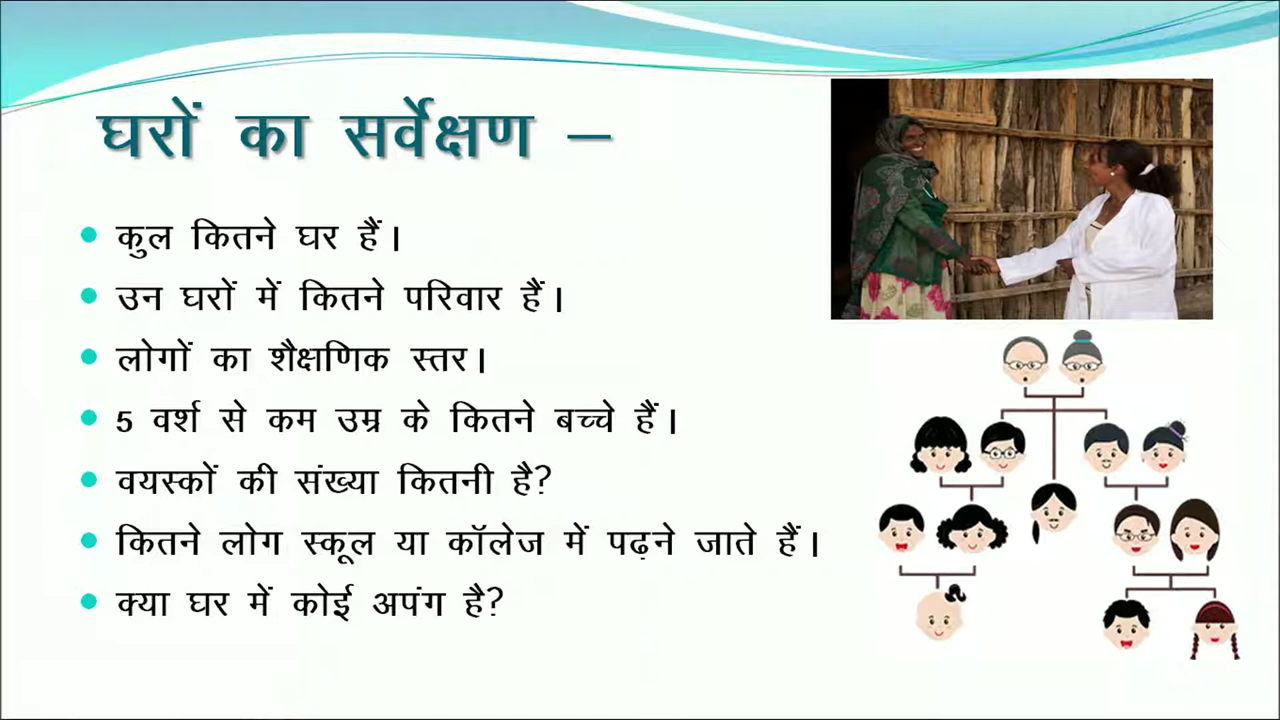 घरों का सर्वेक्षण –
कुल कितने घर हैं।
उन घरों में कितने परिवार हैं।
लोगों का शैक्षणिक स्तर।
5 वर्श से कम उम्र के कितने बच्चे हैं।
वयस्कों की संख्या कितनी है?
कितने लोग स्कूल या कॉलेज में पढ़ने जाते हैं।
क्या घर में कोई अपंग है?